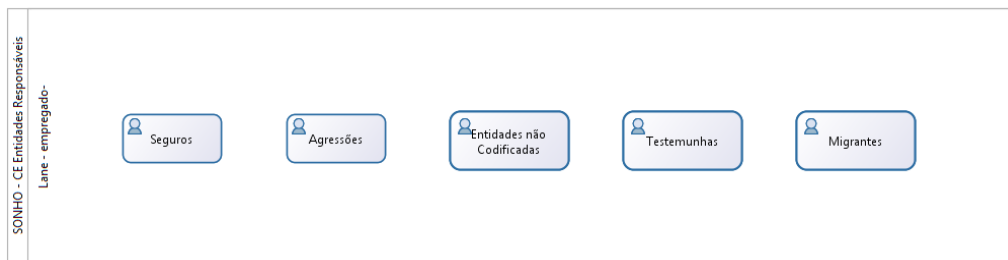 SONHO - CE Entidades Responsáveis
Lane - empregado-
Seguros
Agressões
Entidades não
Codificadas
Testemunhas
Migrantes